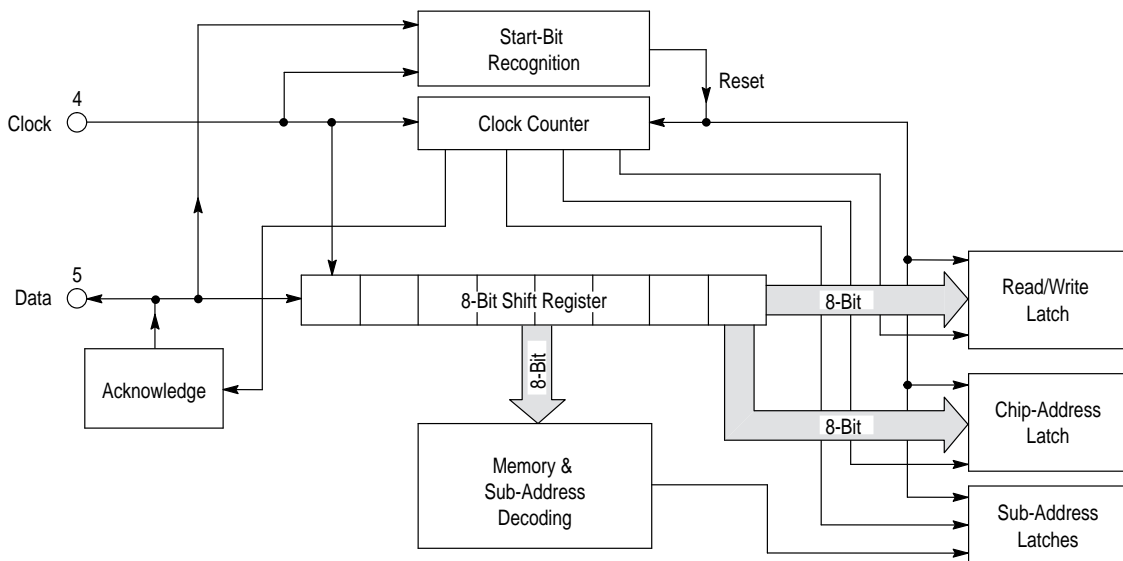 Start-Bit
Recognition
4
Reset
Clock
Clock Counter
5
Data
8-Bit Shift Register
8-Bit
Read/Write
Latch
8-Bit
Acknowledge
Chip-Address
Latch
8-Bit
Memory &
Sub-Address
Decoding
Sub-Address
Latches